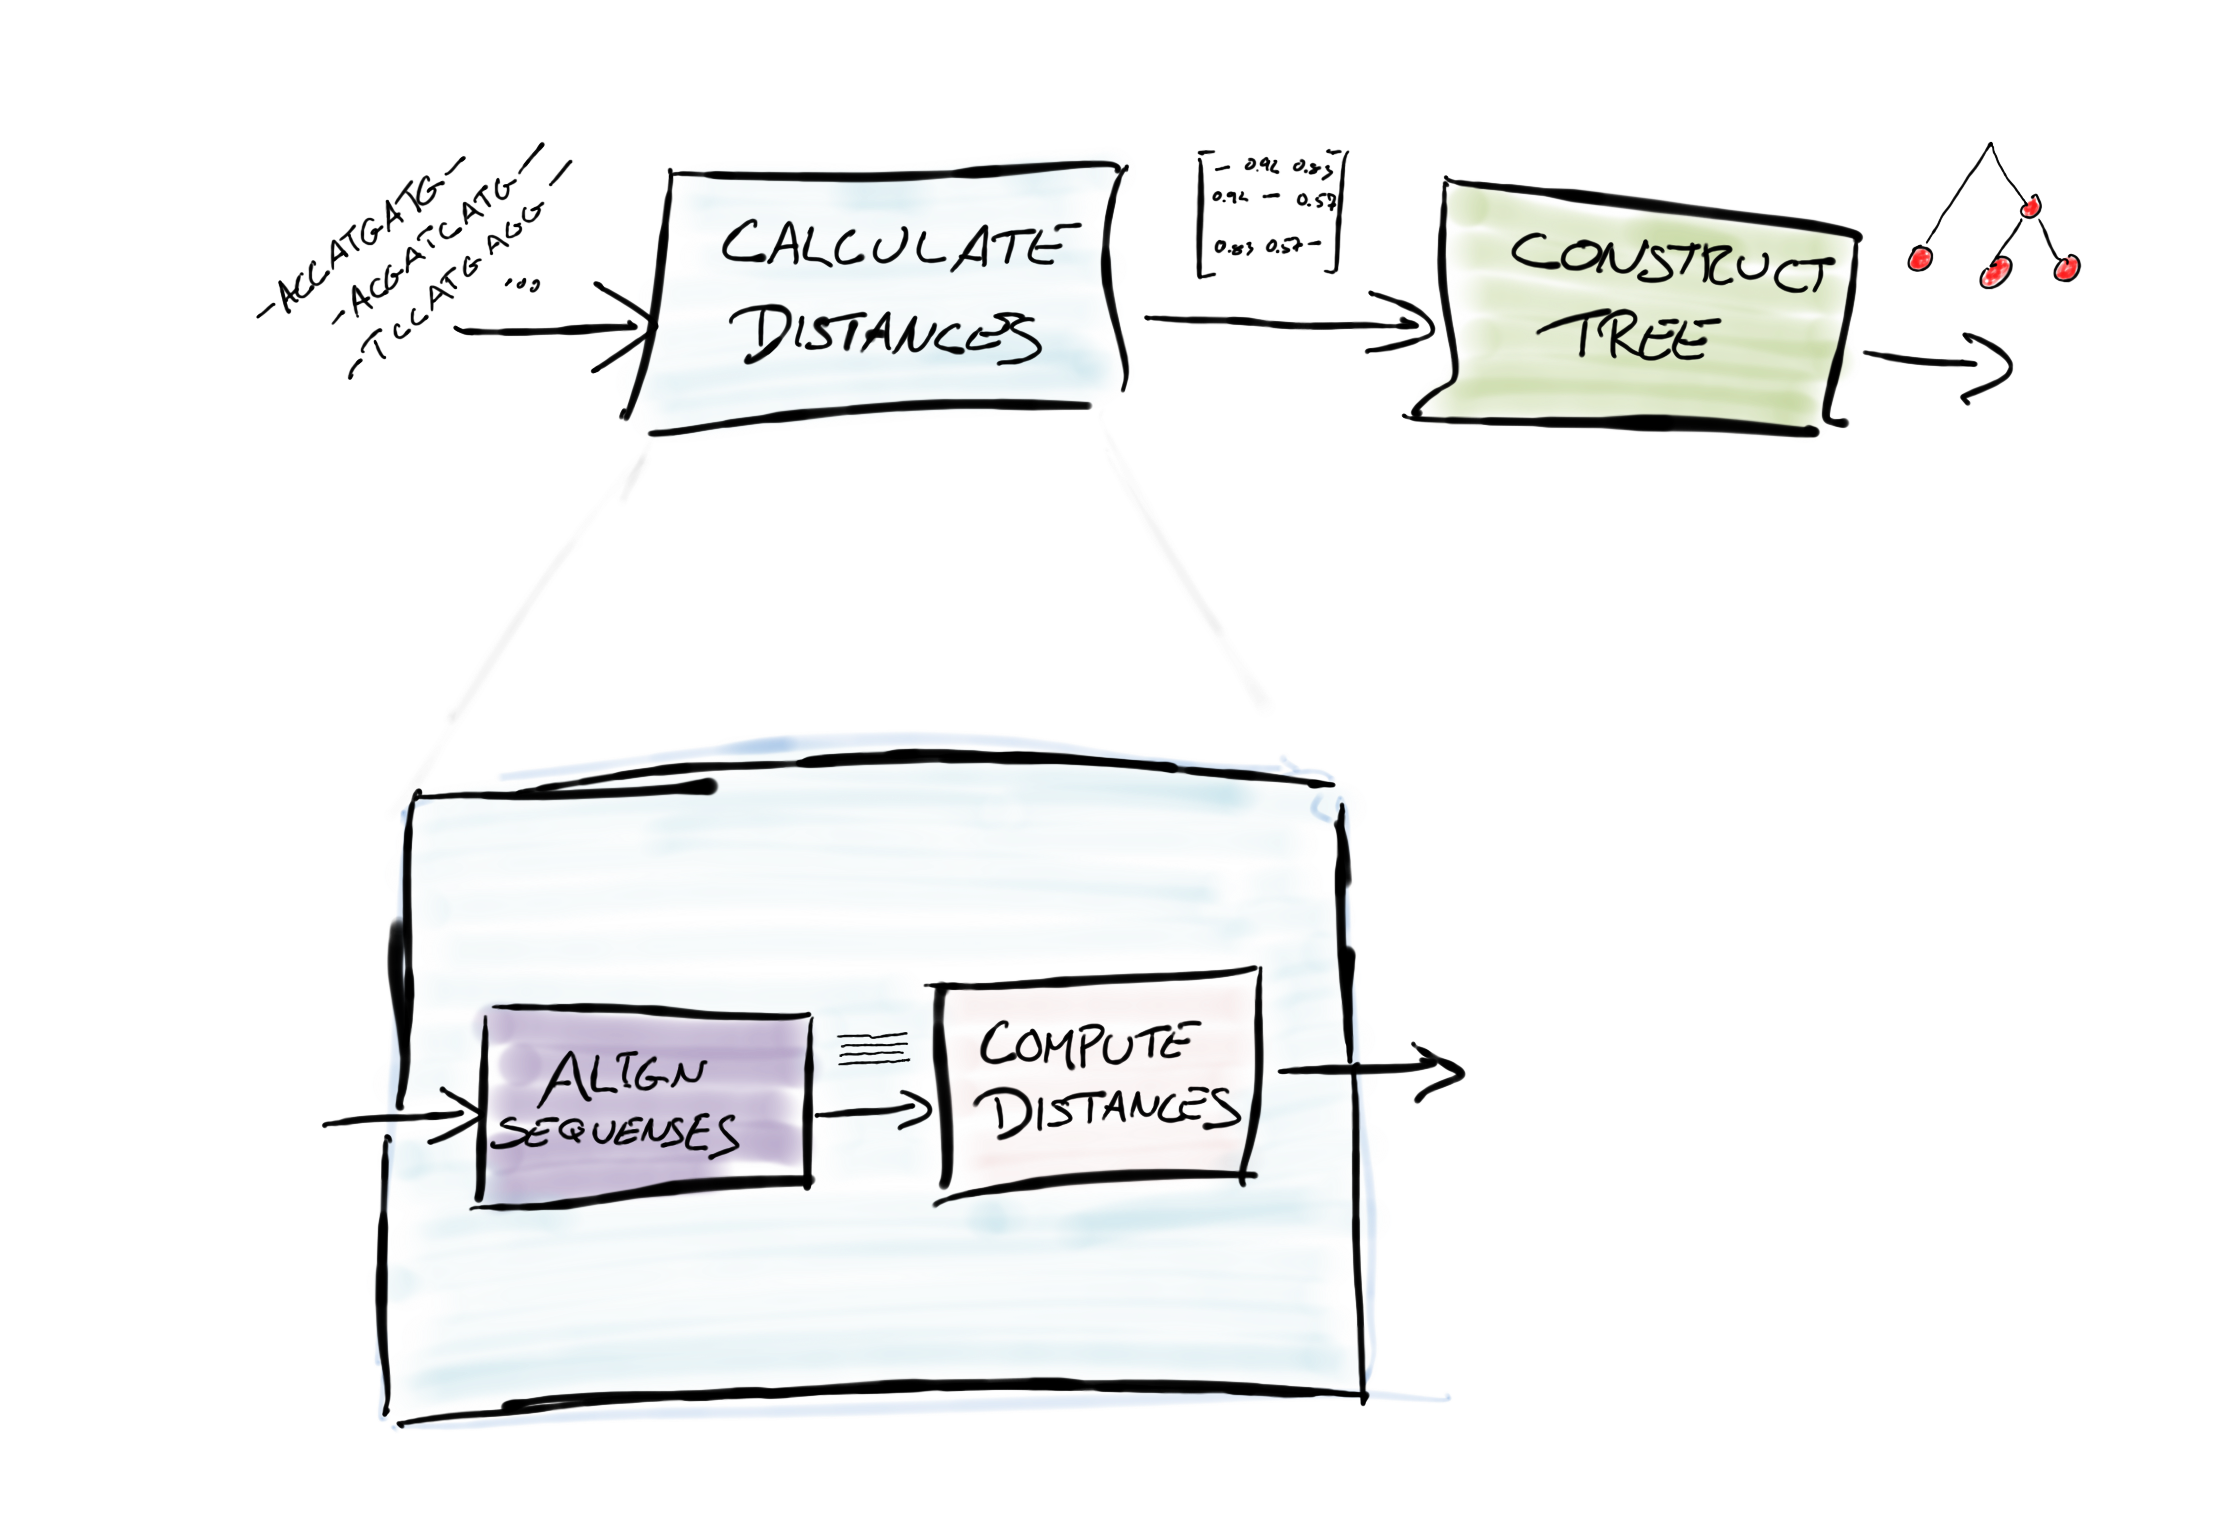 -ACCATGATG-
-ACGATCATG-
-TCCATGAGG-
...
CALCULATE
DISTANCES
- 0.92 0.83
0.92 - 0.57
0.83 0.57 -
CONSTRUCT
TREE
ALIGN
SEQUENSES
COMPUTE
DISTANCES